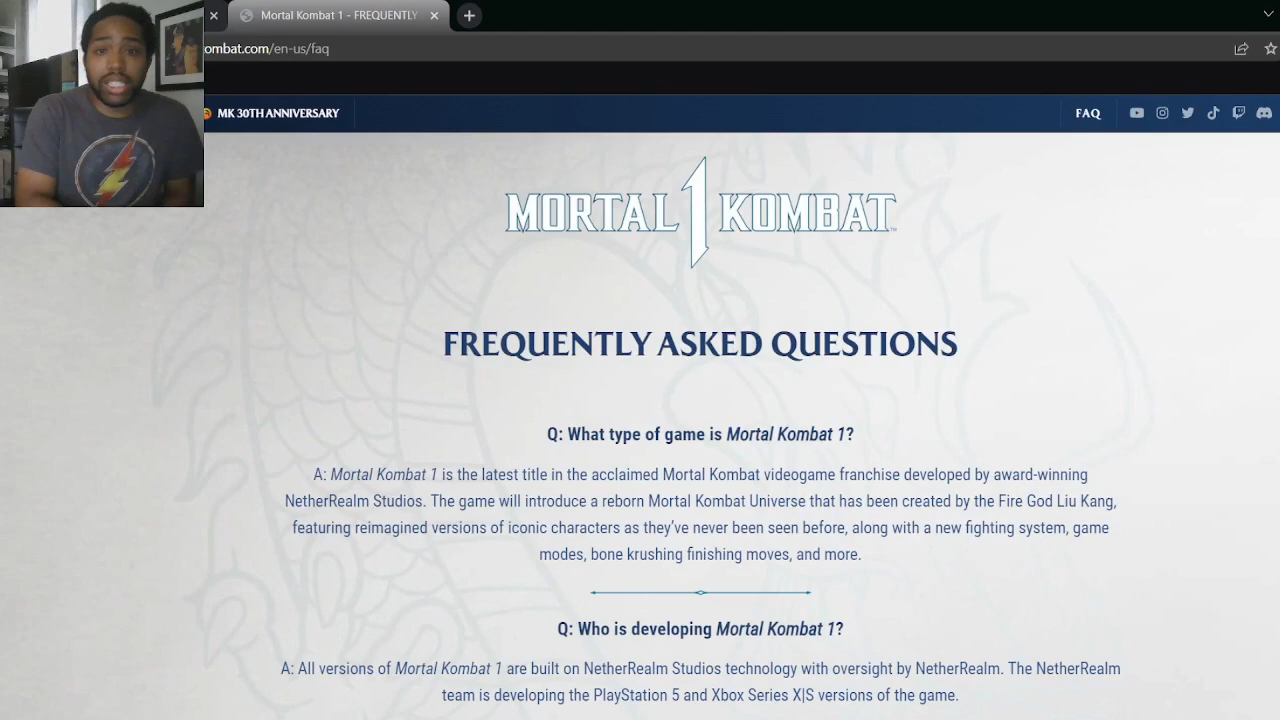 Mortal Kombat 1 - FREQUENTLY
ombat.com/en-us/faq
MK 30TH ANNIVERSARY
FAQ
MORTAL 1 KOMBAT™
FREQUENTLY ASKED QUESTIONS
Q: What type of game is Mortal Kombat 1?
A: Mortal Kombat 1 is the latest title in the acclaimed Mortal Kombat videogame franchise developed by award-winning
NetherRealm Studios. The game will introduce a reborn Mortal Kombat Universe that has been created by the Fire God Liu Kang,
featuring reimagined versions of iconic characters as they've never been seen before, along with a new fighting system, game
modes, bone krushing finishing moves, and more.
Q: Who is developing Mortal Kombat 1?
A: All versions of Mortal Kombat 1 are built on NetherRealm Studios technology with oversight by NetherRealm. The NetherRealm
team is developing the PlayStation 5 and Xbox Series X|S versions of the game.